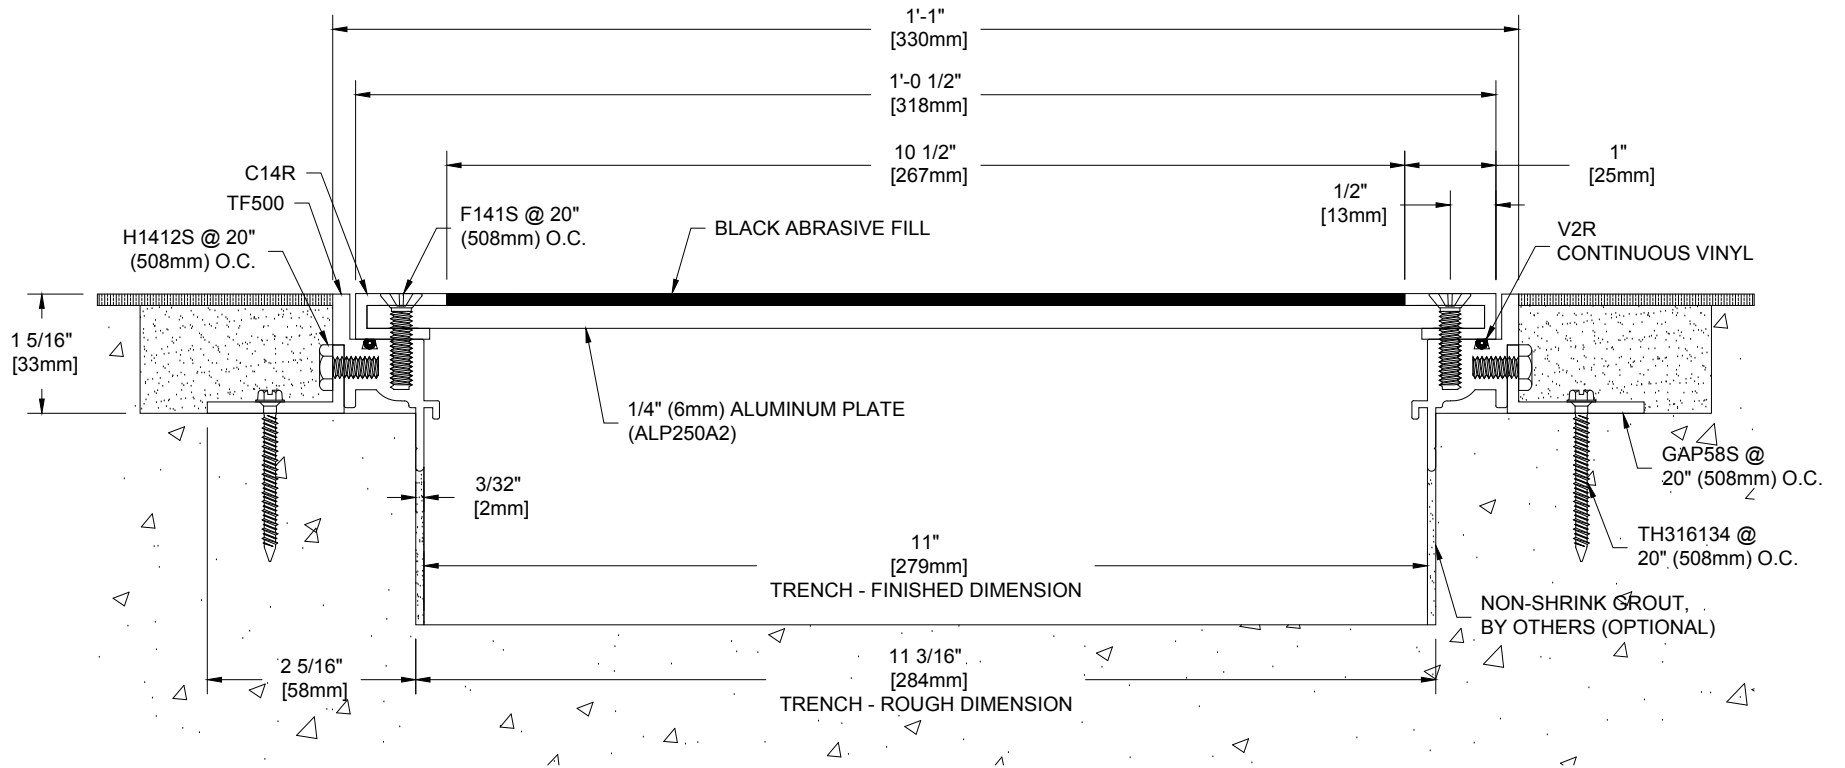 1'-1"
[330mm]
1'-0 1/2"
[318mm]
10 1/2"
[267mm]
1"
[25mm]
1/2"
[13mm]
C14R
TF500
H1412S @ 20"
(508mm) O.C.
F141S @ 20"
(508mm) O.C.
BLACK ABRASIVE FILL
V2R
CONTINUOUS VINYL
1 5/16"
[33mm]
1/4" (6mm) ALUMINUM PLATE
(ALP250A2)
GAP58S @
20" (508mm) O.C.
3/32"
[2mm]
TH316134 @
20" (508mm) O.C.
11"
[279mm]
TRENCH - FINISHED DIMENSION
NON-SHRINK GROUT,
BY OTHERS (OPTIONAL)
2 5/16"
[58mm]
11 3/16"
[284mm]
TRENCH - ROUGH DIMENSION